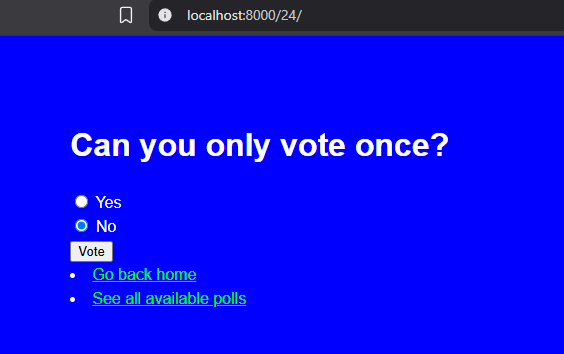 localhost:8000/24/
Can you only vote once?
Yes
No
Vote
Go back home
See all available polls